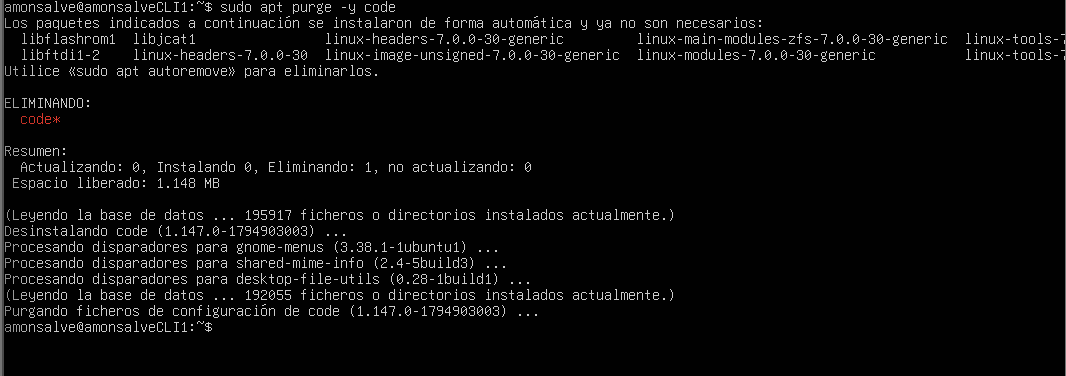 amonsalve@amonsalveCLI1:~$ sudo apt purge -y code
Los paquetes indicados a continuación se instalaron de forma automática y ya no son necesarios:
  libflashrom1  libjcat1                linux-headers-7.0.0-30-generic         linux-main-modules-zfs-7.0.0-30-generic  linux-tools-7
  libftdi1-2    linux-headers-7.0.0-30  linux-image-unsigned-7.0.0-30-generic  linux-modules-7.0.0-30-generic           linux-tools-7
Utilice «sudo apt autoremove» para eliminarlos.

ELIMINANDO:
  code*

Resumen:
  Actualizando: 0, Instalando 0, Eliminando: 1, no actualizando: 0
 Espacio liberado: 1.148 MB

(Leyendo la base de datos ... 195917 ficheros o directorios instalados actualmente.)
Desinstalando code (1.147.0-1794903003) ...
Procesando disparadores para gnome-menus (3.38.1-1ubuntu1) ...
Procesando disparadores para shared-mime-info (2.4-5build3) ...
Procesando disparadores para desktop-file-utils (0.28-1build1) ...
(Leyendo la base de datos ... 192055 ficheros o directorios instalados actualmente.)
Purgando ficheros de configuración de code (1.147.0-1794903003) ...
amonsalve@amonsalveCLI1:~$